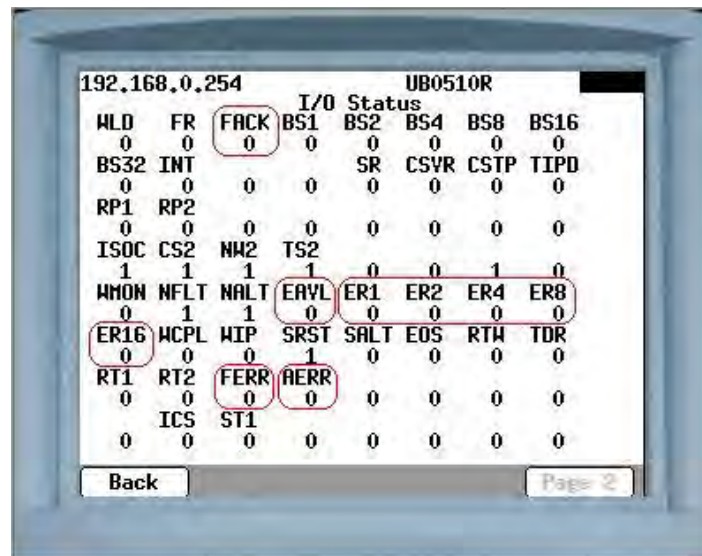 192.168.0.254 UB0510R
I/O Status
WLD FR FACK BS1 BS2 BS4 BS8 BS16
0 0 0 0 0 0 0 0
BS32 INT SR CSVR CSTP TIPD
0 0 0 0 0 0 0 0
RP1 RP2
0 0 0 0 0 0 0 0
ISOC CS2 NW2 TS2
1 1 1 1 0 0 1 0
WMON NFLT NALT EAVL ER1 ER2 ER4 ER8
0 1 1 0 0 0 0 0
ER16 WCPL WIP SRST SALT EOS RTW TDR
0 0 0 1 0 0 0 0
RT1 RT2 FERR AERR
0 0 0 0 0 0 0 0
ICS ST1
0 0 0 0 0 0 0 0
Back Page 2